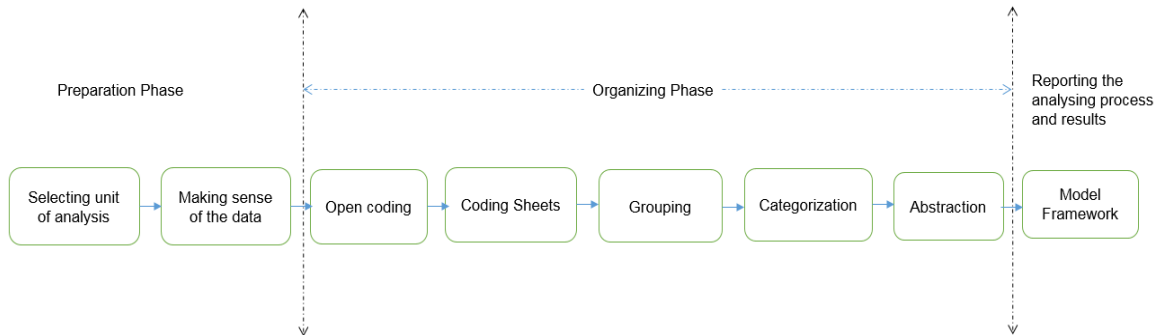 Preparation Phase
Organizing Phase
Reporting the
analysing process
and results
Selecting unit
of analysis
Making sense
of the data
Open coding
Coding Sheets
Grouping
Categorization
Abstraction
Model
Framework